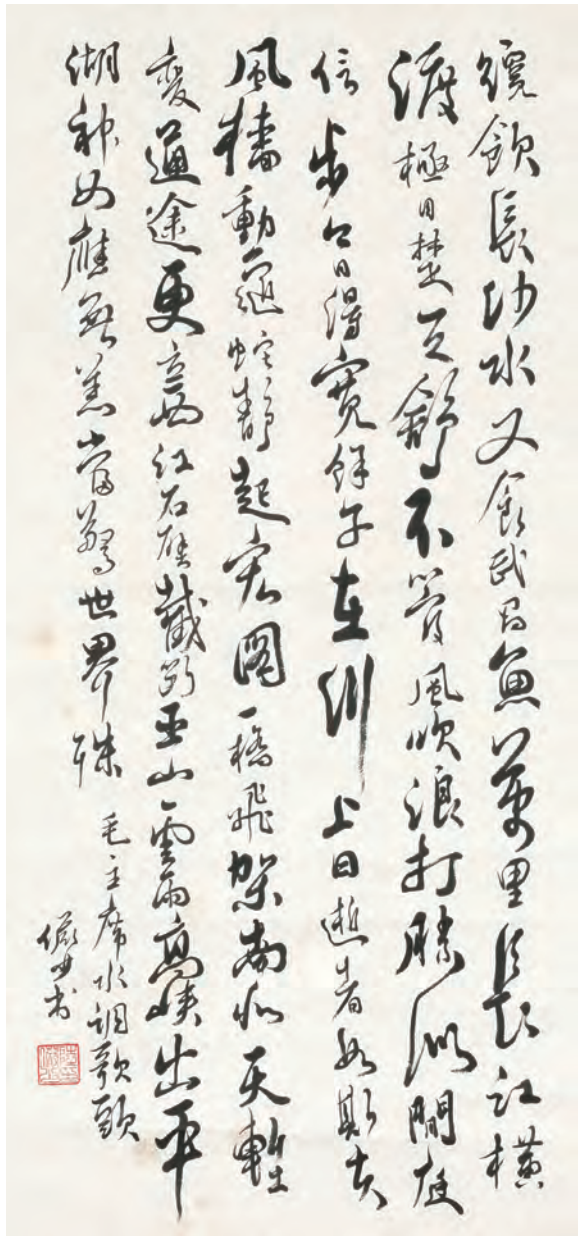 纔飲長沙水又食武昌魚萬里長江橫
渡極目楚天舒不管風吹浪打勝似閒庭
信步今日得寬餘子在川上曰逝者如斯夫
風檣動龜蛇靜起宏圖一橋飛架南北天塹
變通途更立西江石壁截斷巫山雲雨高峽出平
湖神女應無恙當驚世界殊
毛主席水調歌頭
儼少書